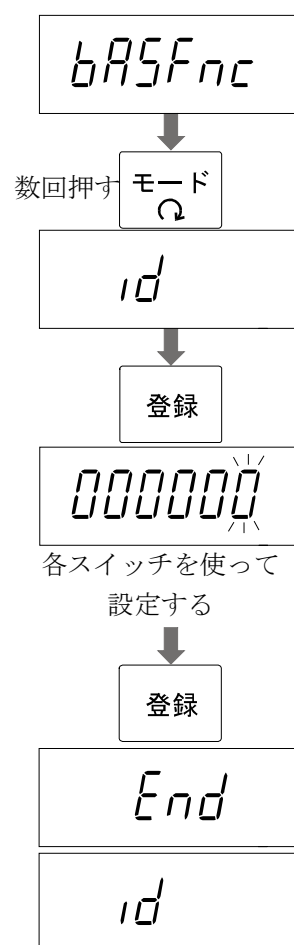 bASFnc
数回押す
モード
id
登録
000000
各スイッチを使って
設定する
登録
End
id